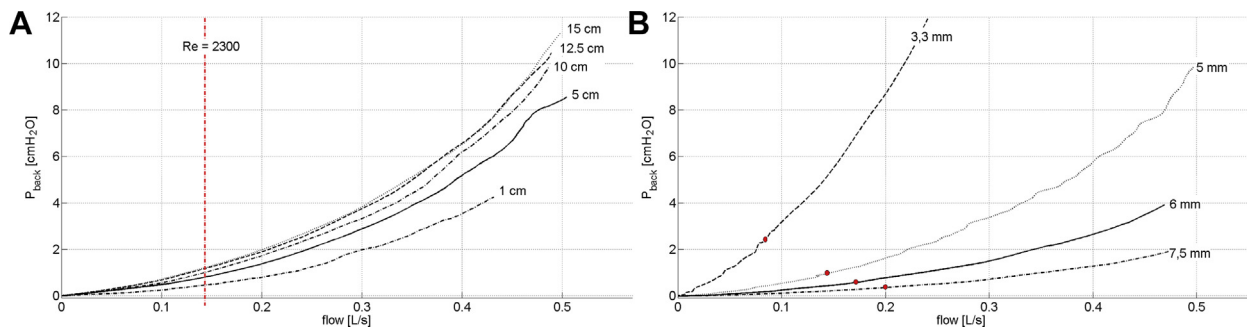 A
12
10
8
6
4
2
0
P_back [cmH₂O]
0
0.1
0.2
0.3
0.4
0.5
flow [L/s]
Re = 2300
15 cm
12.5 cm
10 cm
5 cm
1 cm
B
12
10
8
6
4
2
0
P_back [cmH₂O]
0
0.1
0.2
0.3
0.4
0.5
flow [L/s]
3,3 mm
5 mm
6 mm
7,5 mm